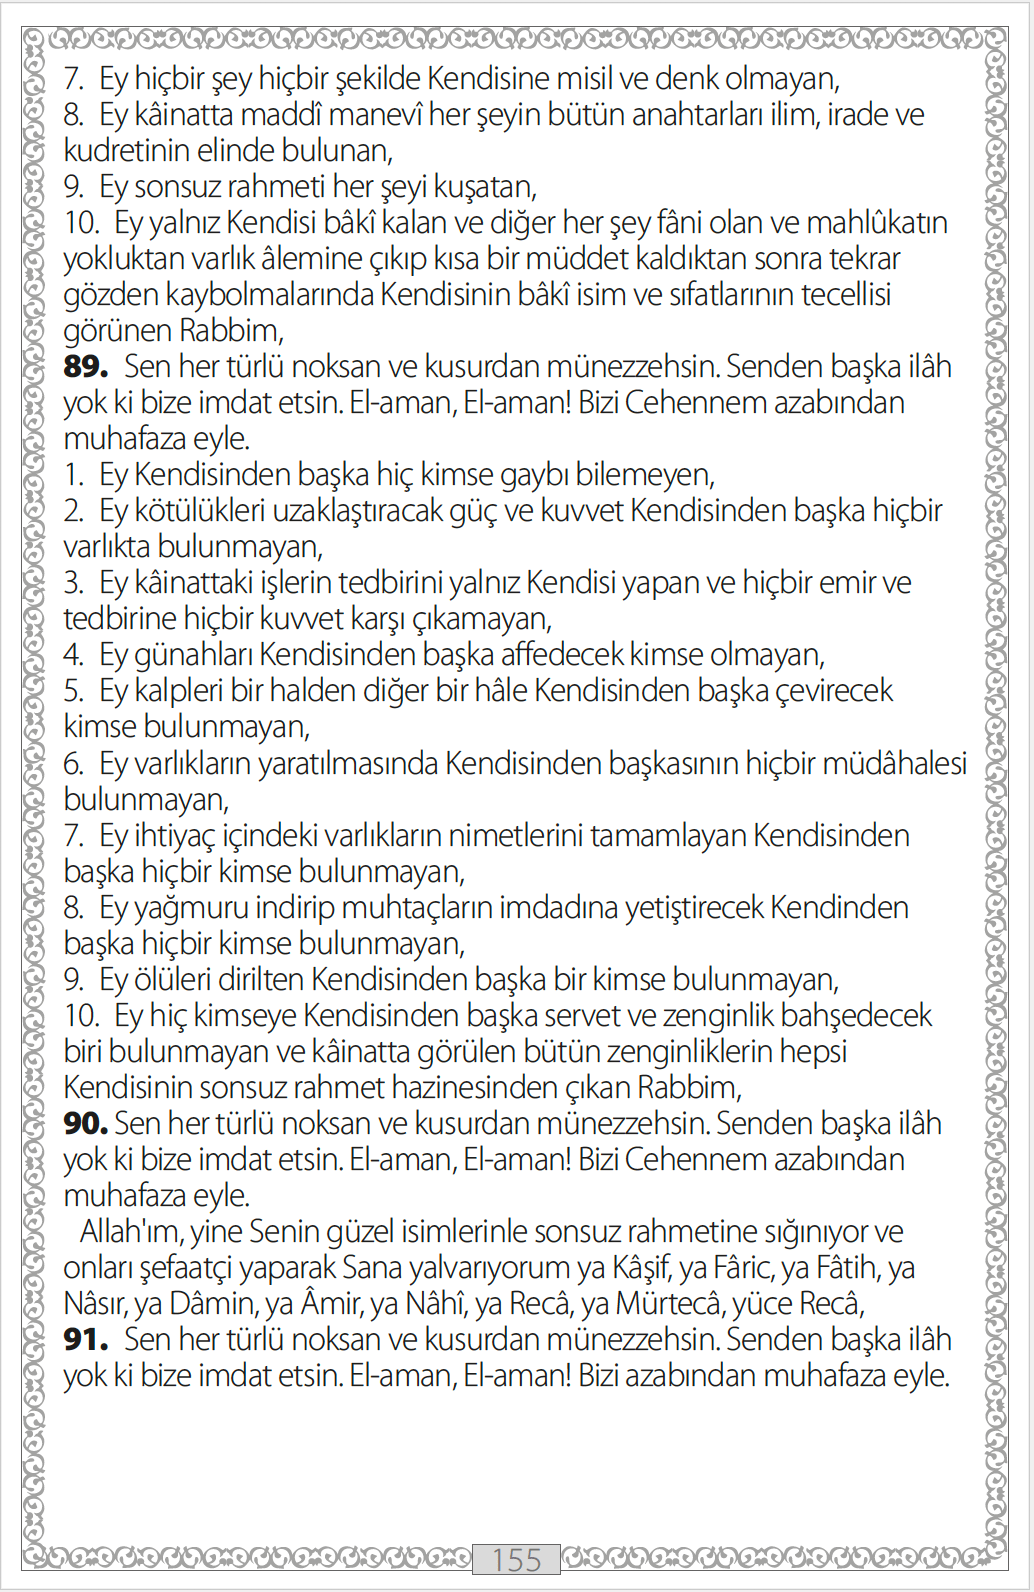 7. Ey hiçbir şey hiçbir şekilde Kendisine misil ve denk olmayan,
8. Ey kâinatta maddî manevî her şeyin bütün anahtarları ilim, irade ve
kudretinin elinde bulunan,
9. Ey sonsuz rahmeti her şeyi kuşatan,
10. Ey yalnız Kendisi bâkî kalan ve diğer her şey fâni olan ve mahlûkatın
yokluktan varlık âlemine çıkıp kısa bir müddet kaldıktan sonra tekrar
gözden kaybolmalarında Kendisinin bâkî isim ve sıfatlarının tecellisi
görünen Rabbim,
89. Sen her türlü noksan ve kusurdan münezzehsin. Senden başka ilâh
yok ki bize imdat etsin. El-aman, El-aman! Bizi Cehennem azabından
muhafaza eyle.
1. Ey Kendisinden başka hiç kimse gaybı bilemeyen,
2. Ey kötülükleri uzaklaştıracak güç ve kuvvet Kendisinden başka hiçbir
varlıkta bulunmayan,
3. Ey kâinattaki işlerin tedbirini yalnız Kendisi yapan ve hiçbir emir ve
tedbirine hiçbir kuvvet karşı çıkamayan,
4. Ey günahları Kendisinden başka affedecek kimse olmayan,
5. Ey kalpleri bir halden diğer bir hâle Kendisinden başka çevirecek
kimse bulunmayan,
6. Ey varlıkların yaratılmasında Kendisinden başkasının hiçbir müdâhalesi
bulunmayan,
7. Ey ihtiyaç içindeki varlıkların nimetlerini tamamlayan Kendisinden
başka hiçbir kimse bulunmayan,
8. Ey yağmuru indirip muhtaçların imdadına yetiştirecek Kendinden
başka hiçbir kimse bulunmayan,
9. Ey ölüleri dirilten Kendisinden başka bir kimse bulunmayan,
10. Ey hiç kimseye Kendisinden başka servet ve zenginlik bahşedecek
biri bulunmayan ve kâinatta görülen bütün zenginliklerin hepsi
Kendisinin sonsuz rahmet hazinesinden çıkan Rabbim,
90. Sen her türlü noksan ve kusurdan münezzehsin. Senden başka ilâh
yok ki bize imdat etsin. El-aman, El-aman! Bizi Cehennem azabından
muhafaza eyle.
Allah'ım, yine Senin güzel isimlerinle sonsuz rahmetine sığınıyor ve
onları şefaatçi yaparak Sana yalvarıyorum ya Kâşif, ya Fâric, ya Fâtih, ya
Nâsır, ya Dâmin, ya Âmir, ya Nâhî, ya Recâ, ya Mürtecâ, yüce Recâ,
91. Sen her türlü noksan ve kusurdan münezzehsin. Senden başka ilâh
yok ki bize imdat etsin. El-aman, El-aman! Bizi azabından muhafaza eyle.
155